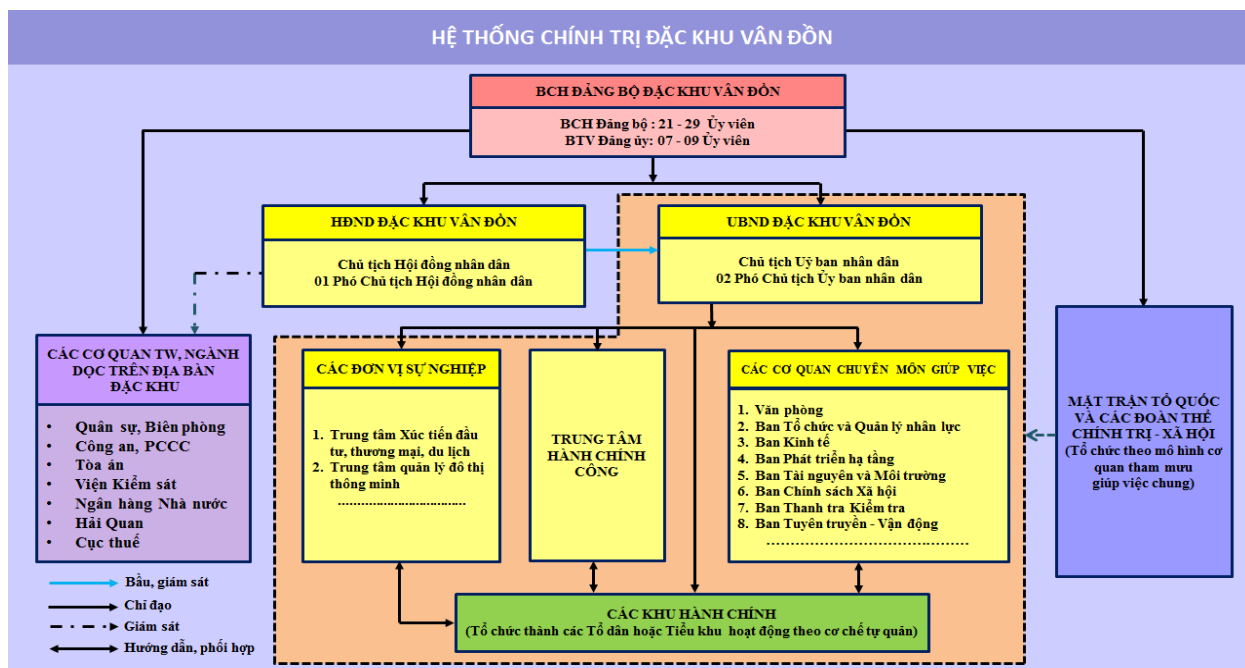 HỆ THỐNG CHÍNH TRỊ ĐẶC KHU VÂN ĐỒN
BCH ĐẢNG BỘ ĐẶC KHU VÂN ĐỒN
BCH Đảng bộ : 21 - 29 Ủy viên
BTV Đảng ủy: 07 - 09 Ủy viên
HĐND ĐẶC KHU VÂN ĐỒN
Chủ tịch Hội đồng nhân dân
01 Phó Chủ tịch Hội đồng nhân dân
UBND ĐẶC KHU VÂN ĐỒN
Chủ tịch Uỷ ban nhân dân
02 Phó Chủ tịch Ủy ban nhân dân
CÁC CƠ QUAN TW, NGÀNH
DỌC TRÊN ĐỊA BÀN
ĐẶC KHU
• Quân sự, Biên phòng
• Công an, PCCC
• Tòa án
• Viện Kiểm sát
• Ngân hàng Nhà nước
• Hải Quan
• Cục thuế
CÁC ĐƠN VỊ SỰ NGHIỆP
1. Trung tâm Xúc tiến đầu
tư, thương mại, du lịch
2. Trung tâm quản lý đô thị
thông minh
..................................
TRUNG TÂM
HÀNH CHÍNH
CÔNG
CÁC CƠ QUAN CHUYÊN MÔN GIÚP VIỆC
1. Văn phòng
2. Ban Tổ chức và Quản lý nhân lực
3. Ban Kinh tế
4. Ban Phát triển hạ tầng
5. Ban Tài nguyên và Môi trường
6. Ban Chính sách Xã hội
7. Ban Thanh tra Kiểm tra
8. Ban Tuyên truyền - Vận động
..........................................
MẶT TRẬN TỔ QUỐC
VÀ CÁC ĐOÀN THỂ
CHÍNH TRỊ - XÃ HỘI
(Tổ chức theo mô hình cơ
quan tham mưu
giúp việc chung)
CÁC KHU HÀNH CHÍNH
(Tổ chức thành các Tổ dân hoặc Tiểu khu hoạt động theo cơ chế tự quản)
Bầu, giám sát
Chỉ đạo
Giám sát
Hướng dẫn, phối hợp